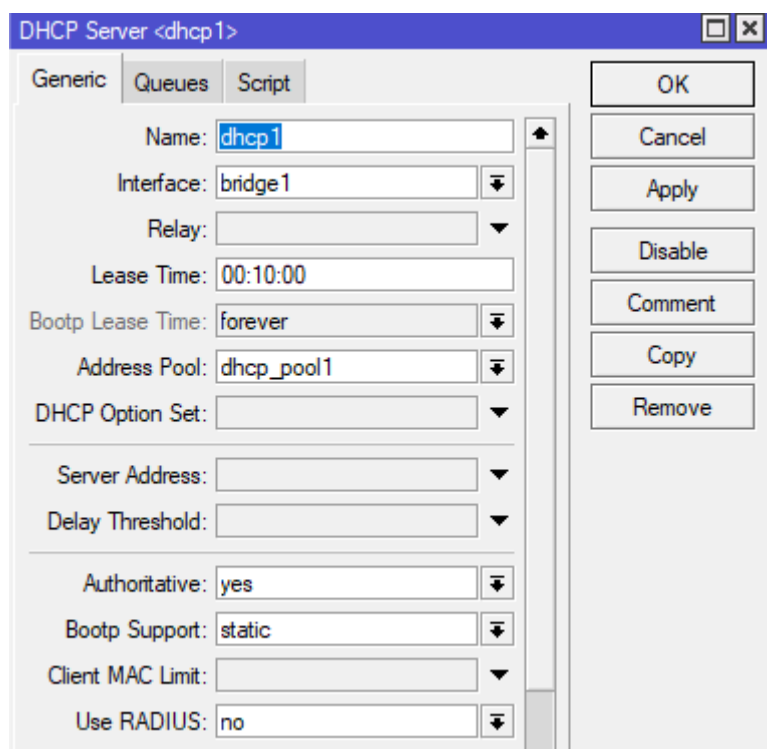 DHCP Server <dhcp1>
Generic Queues Script
Name: dhcp1
Interface: bridge1
Relay:
Lease Time: 00:10:00
Bootp Lease Time: forever
Address Pool: dhcp_pool1
DHCP Option Set:
Server Address:
Delay Threshold:
Authoritative: yes
Bootp Support: static
Client MAC Limit:
Use RADIUS: no
OK
Cancel
Apply
Disable
Comment
Copy
Remove